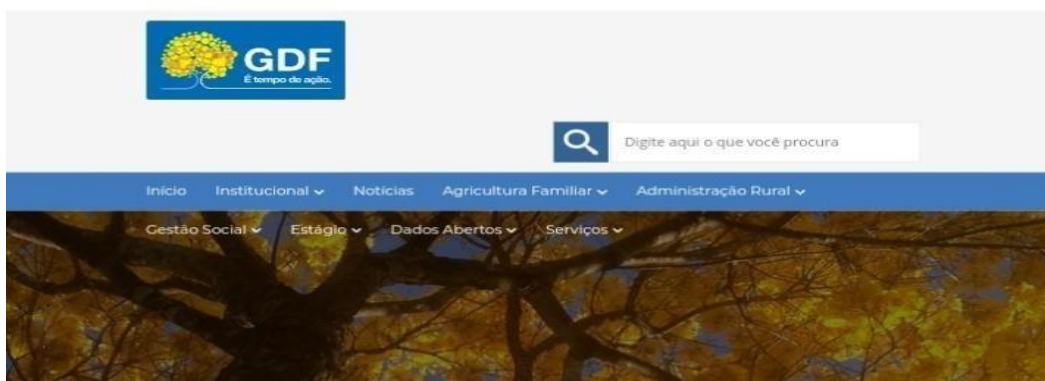 GDF
É tempo de ação.
Digite aqui o que você procura
Início Institucional Notícias Agricultura Familiar Administração Rural
Gestão Social Estágio Dados Abertos Serviços